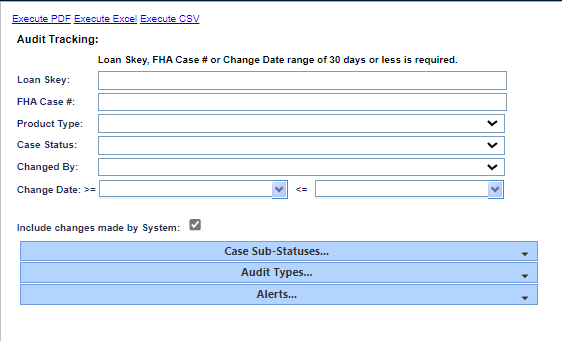 Execute PDF Execute Excel Execute CSV
Audit Tracking:
Loan Skey, FHA Case # or Change Date range of 30 days or less is required.
Loan Skey:
FHA Case #:
Product Type:
Case Status:
Changed By:
Change Date: >= <=
Include changes made by System:
Case Sub-Statuses...
Audit Types...
Alerts...